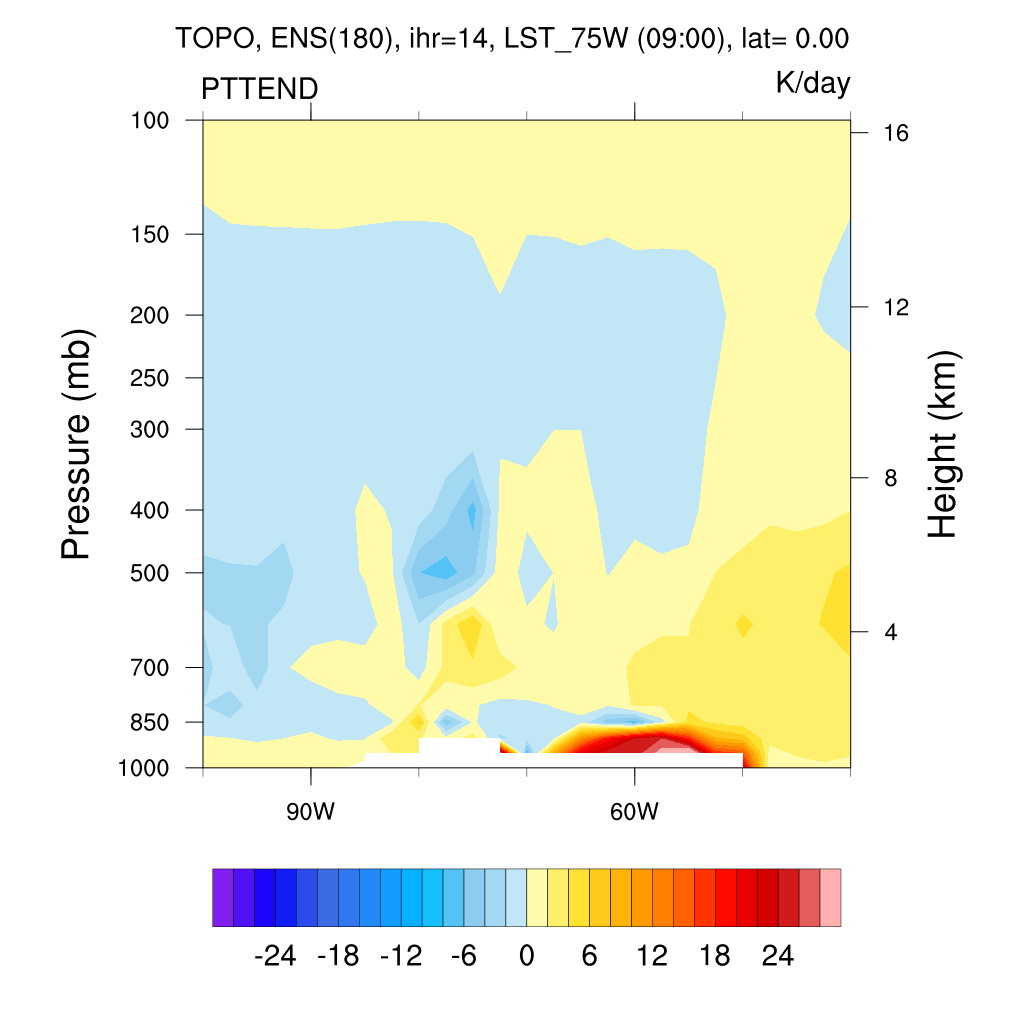 TOPO, ENS(180), ihr=14, LST_75W (09:00), lat= 0.00
PTTEND
K/day
100
150
200
250
300
400
500
700
850
1000
Pressure (mb)
16
12
8
4
Height (km)
90W
60W
-24 -18 -12 -6 0 6 12 18 24